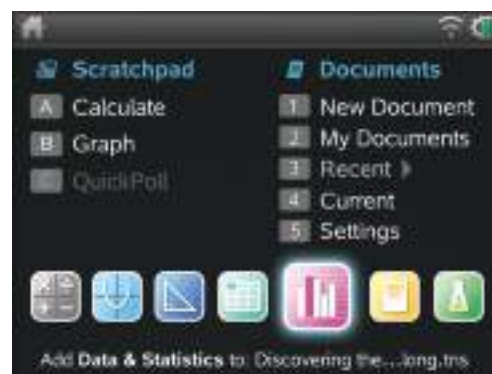 Scratchpad
A Calculate
B Graph
QuickPoll
Documents
1 New Document
2 My Documents
3 Recent
4 Current
5 Settings
Add Data & Statistics to: Discovering the...long.tns